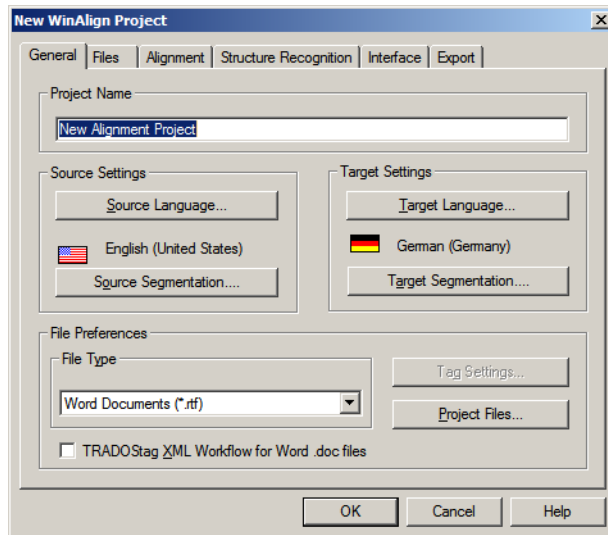 New WinAlign Project
General Files Alignment Structure Recognition Interface Export
Project Name
New Alignment Project
Source Settings Target Settings
Source Language... Target Language...
English (United States) German (Germany)
Source Segmentation.... Target Segmentation....
File Preferences
File Type
Tag Settings...
Word Documents (*.rtf)
Project Files...
TRADOStag XML Workflow for Word .doc files
OK Cancel Help